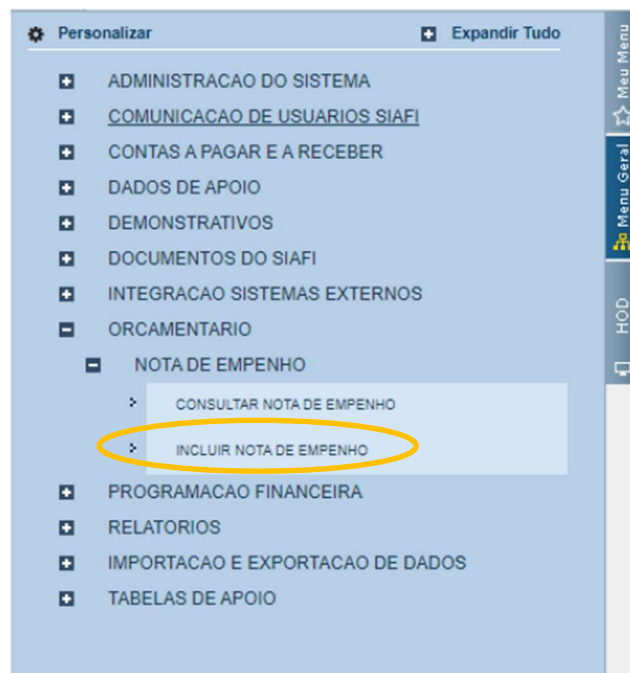 Personalizar Expandir Tudo
ADMINISTRACAO DO SISTEMA
COMUNICACAO DE USUARIOS SIAFI
CONTAS A PAGAR E A RECEBER
DADOS DE APOIO
DEMONSTRATIVOS
DOCUMENTOS DO SIAFI
INTEGRACAO SISTEMAS EXTERNOS
ORCAMENTARIO
NOTA DE EMPENHO
CONSULTAR NOTA DE EMPENHO
INCLUIR NOTA DE EMPENHO
PROGRAMACAO FINANCEIRA
RELATORIOS
IMPORTACAO E EXPORTACAO DE DADOS
TABELAS DE APOIO
Meu Menu
Menu Geral
HOD